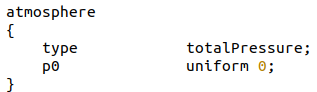 atmosphere
{
    type            totalPressure;
    p0              uniform 0;
}